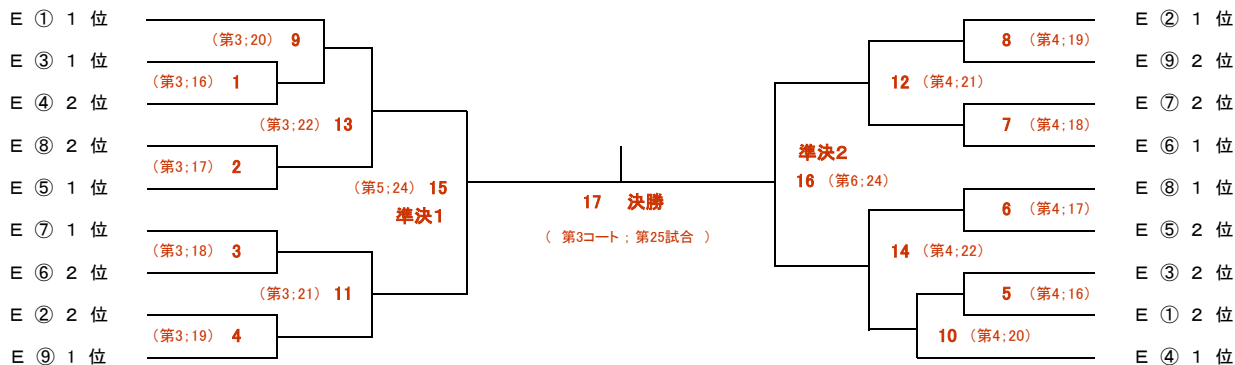 E ① 1 位
(第3;20) 9
E ③ 1 位
(第3;16) 1
E ④ 2 位
(第3;22) 13
E ⑧ 2 位
(第3;17) 2
E ⑤ 1 位
(第5;24) 15
準決1
E ⑦ 1 位
(第3;18) 3
E ⑥ 2 位
(第3;21) 11
E ② 2 位
(第3;19) 4
E ⑨ 1 位
17 決勝
( 第3コート ; 第25試合 )
E ② 1 位
8 (第4;19)
E ⑨ 2 位
12 (第4;21)
E ⑦ 2 位
7 (第4;18)
E ⑥ 1 位
準決2
16 (第6;24)
E ⑧ 1 位
6 (第4;17)
E ⑤ 2 位
14 (第4;22)
E ③ 2 位
5 (第4;16)
E ① 2 位
10 (第4;20)
E ④ 1 位